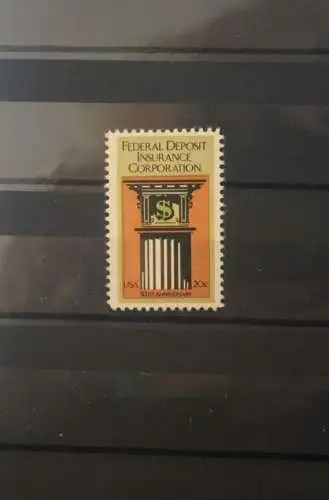 FEDERAL DEPOSIT
INSURANCE
CORPORATION
$
USA 20c
50TH ANNIVERSARY